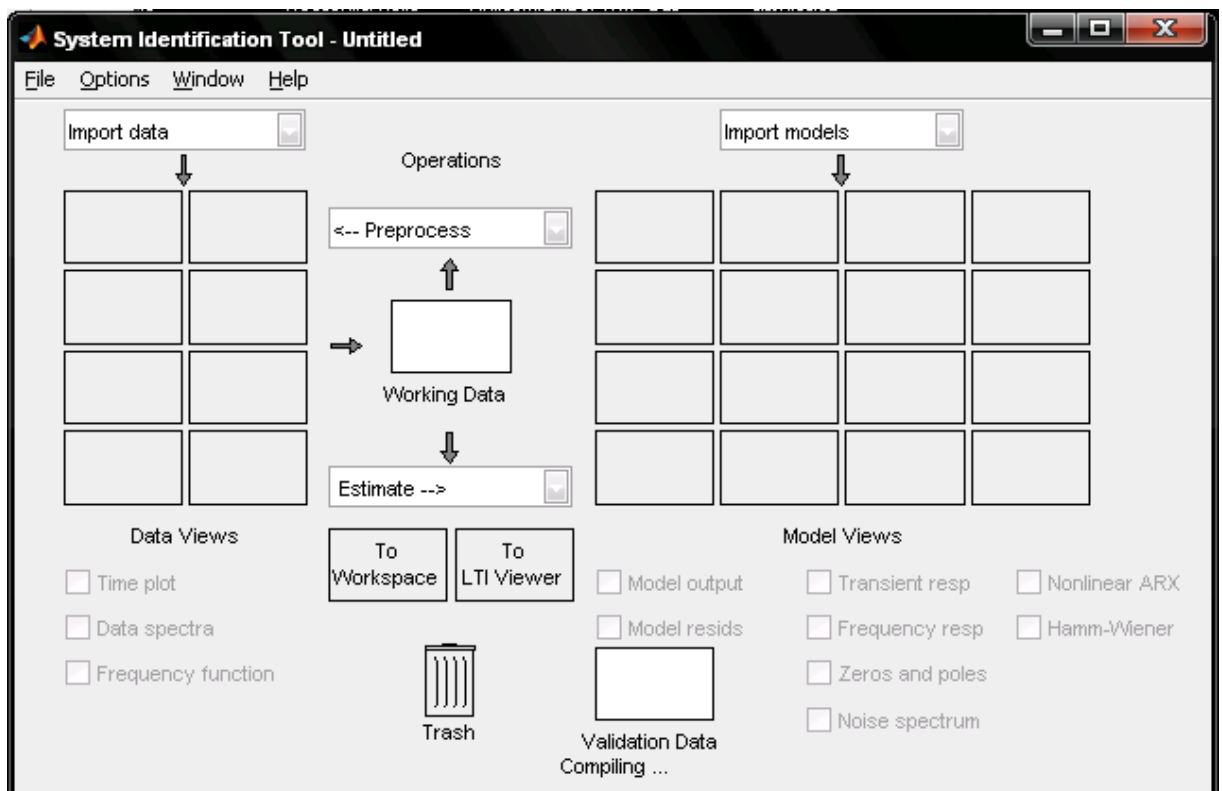 System Identification Tool - Untitled
File Options Window Help
Import data
Import models
Operations
<-- Preprocess
Working Data
Estimate -->
Data Views
Model Views
To Workspace
To LTI Viewer
Time plot
Data spectra
Frequency function
Model output
Model resids
Transient resp
Frequency resp
Zeros and poles
Noise spectrum
Nonlinear ARX
Hamm-Wiener
Trash
Validation Data
Compiling ...